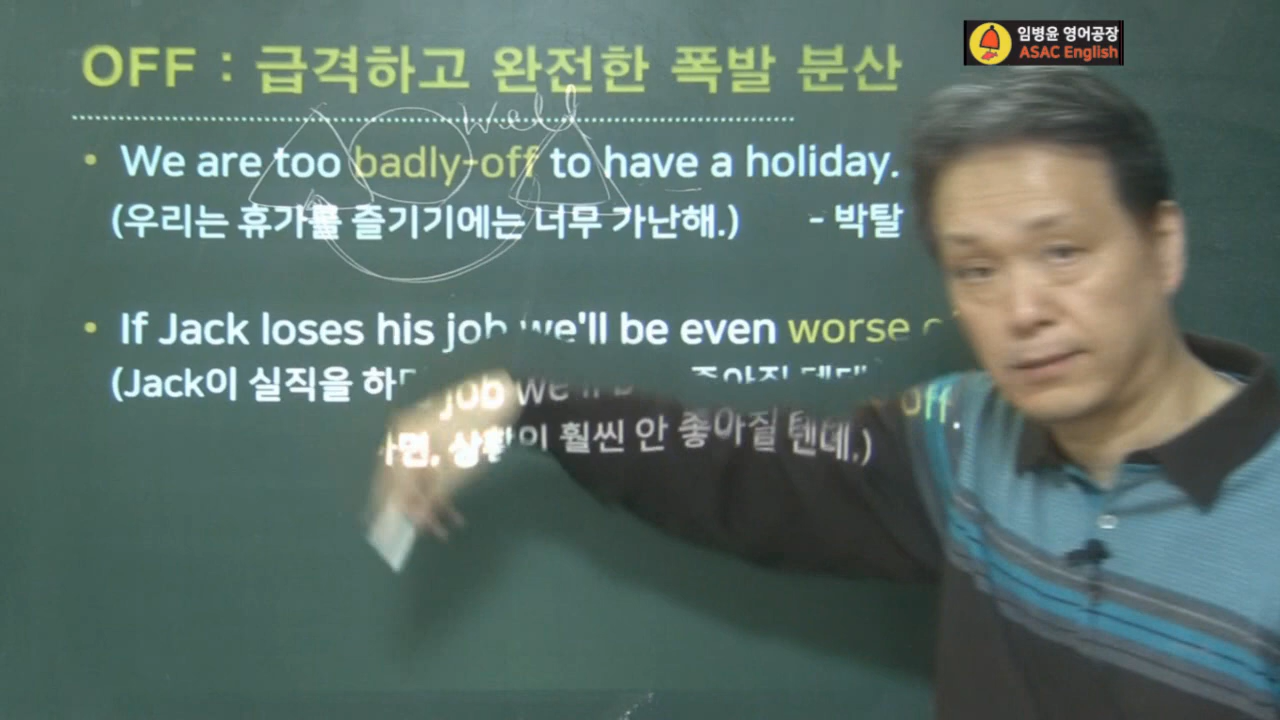 임병윤 영어공장
ASAC English
OFF : 급격하고 완전한 폭발 분산
well
• We are too badly-off to have a holiday.
(우리는 휴가를 즐기기에는 너무 가난해.) - 박탈
• If Jack loses his job we'll be even worse off.
(Jack이 실직을 하면, 상황이 훨씬 안 좋아질 텐데.)